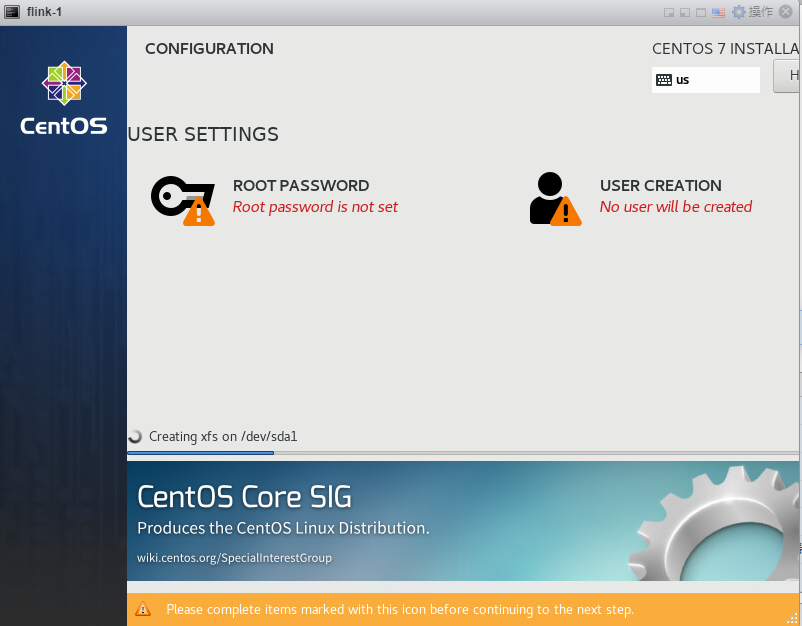 flink-1
操作
CONFIGURATION
CENTOS 7 INSTALLA
us
H
CentOS
USER SETTINGS
ROOT PASSWORD
Root password is not set
USER CREATION
No user will be created
Creating xfs on /dev/sda1
CentOS Core SIG
Produces the CentOS Linux Distribution.
wiki.centos.org/SpecialInterestGroup
Please complete items marked with this icon before continuing to the next step.